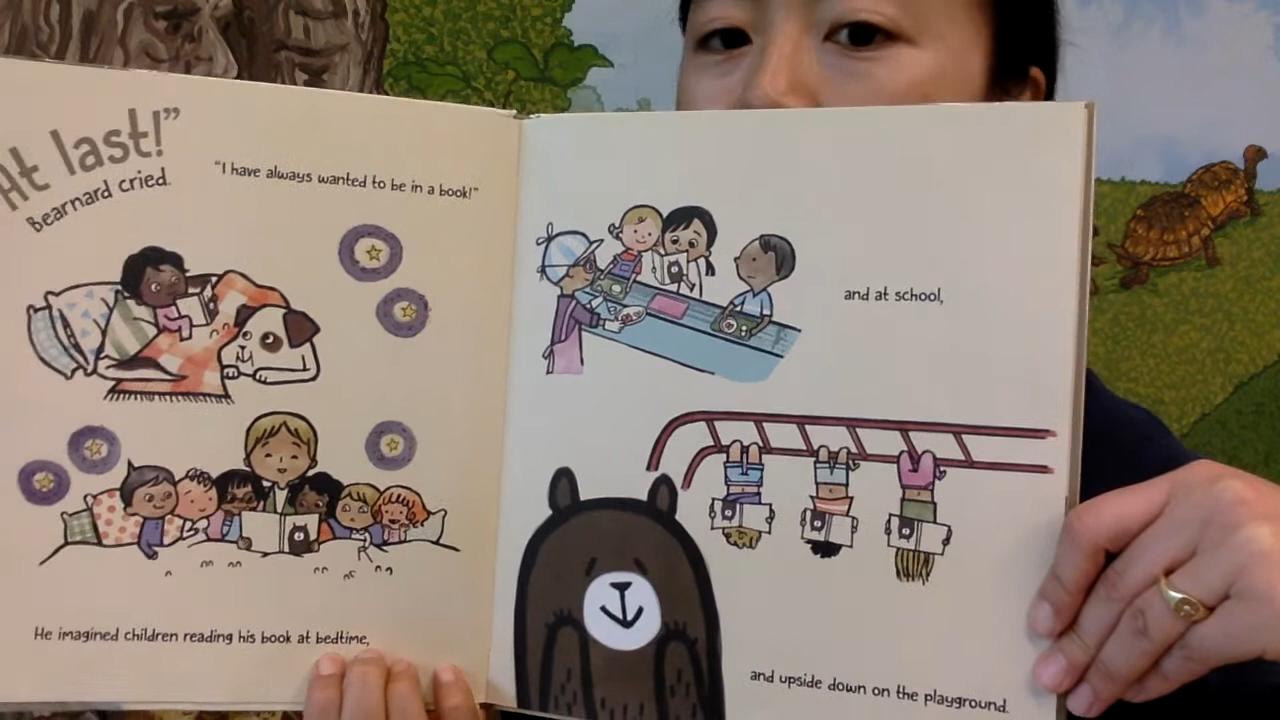 At last!”
Bearnard cried.
“I have always wanted to be in a book!”
He imagined children reading his book at bedtime,
and at school,
and upside down on the playground.